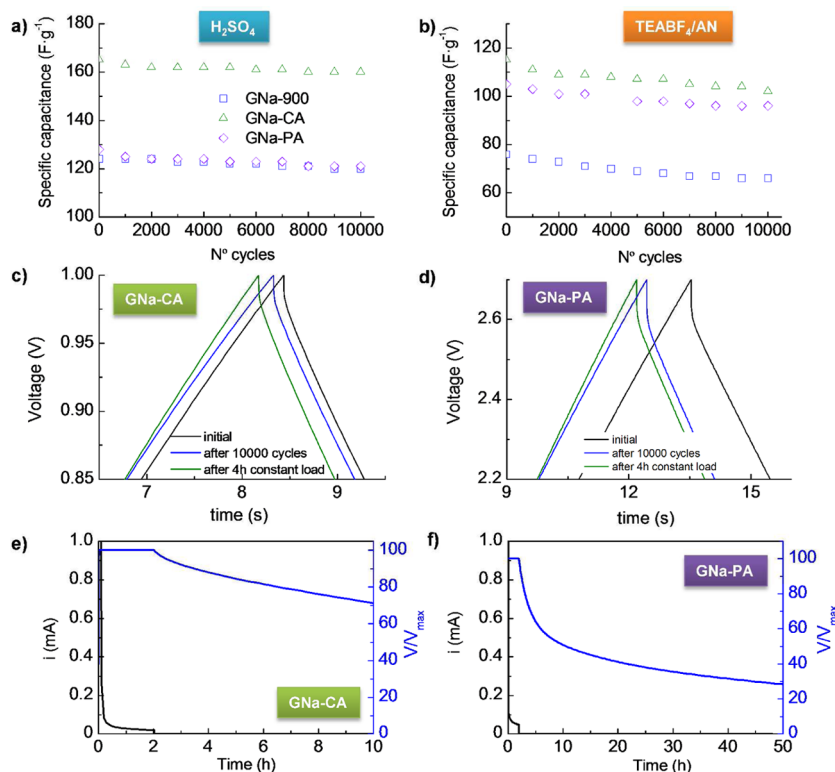 a)
H₂SO₄
Specific capacitance (F·g⁻¹)
180
160
140
120
100
GNa-900
GNa-CA
GNa-PA
0 2000 4000 6000 8000 10000
Nº cycles
b)
TEABF₄/AN
Specific capacitance (F·g⁻¹)
120
100
80
60
0 2000 4000 6000 8000 10000
Nº cycles
c)
GNa-CA
Voltage (V)
1.00
0.95
0.90
0.85
initial
after 10000 cycles
after 4h constant load
7 8 9
time (s)
d)
GNa-PA
Voltage (V)
2.6
2.4
2.2
initial
after 10000 cycles
after 4h constant load
9 12 15
time (s)
e)
i (mA)
1.0
0.8
0.6
0.4
0.2
0.0
100
80
60
40
20
0
V/Vmax
GNa-CA
0 2 4 6 8 10
Time (h)
f)
GNa-PA
i (mA)
1.0
0.8
0.6
0.4
0.2
0
100
80
60
40
20
0
V/Vmax
0 10 20 30 40 50
Time (h)